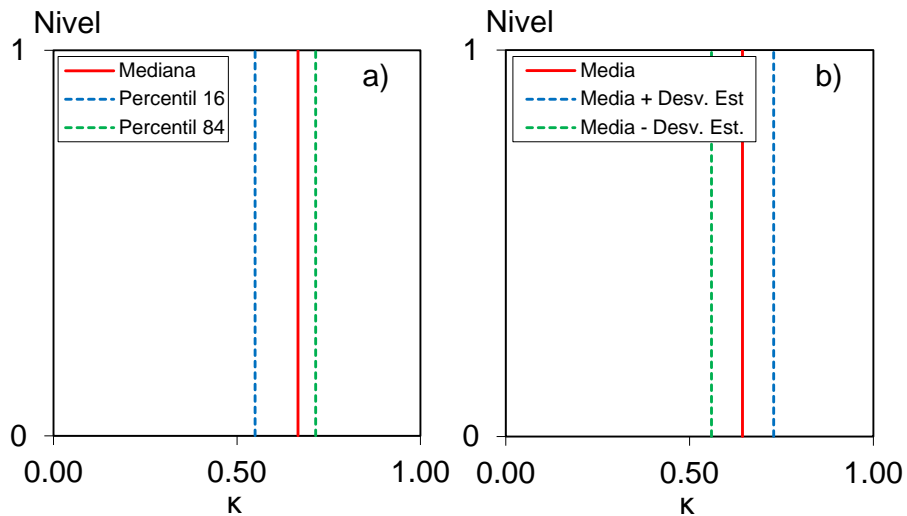 Nivel
1
Mediana
Percentil 16
Percentil 84
a)
0
0.00 0.50 1.00
κ
Nivel
1
Media
Media + Desv. Est
Media - Desv. Est.
b)
0
0.00 0.50 1.00
κ